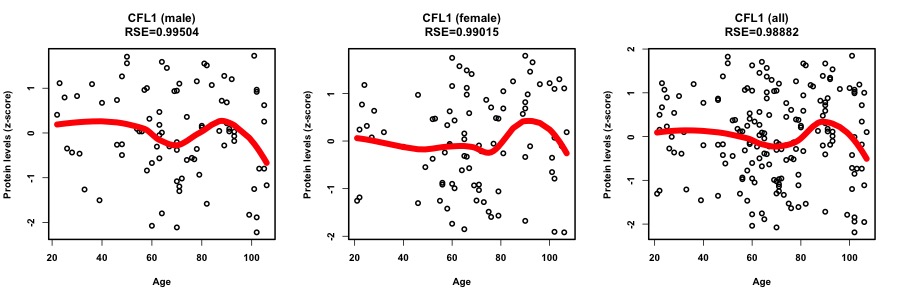 CFL1 (male)
RSE=0.99504
Protein levels (z-score)
1
0
-1
-2
20 40 60 80 100
Age
CFL1 (female)
RSE=0.99015
Protein levels (z-score)
1
0
-1
-2
20 40 60 80 100
Age
CFL1 (all)
RSE=0.98882
Protein levels (z-score)
2
1
0
-1
-2
20 40 60 80 100
Age